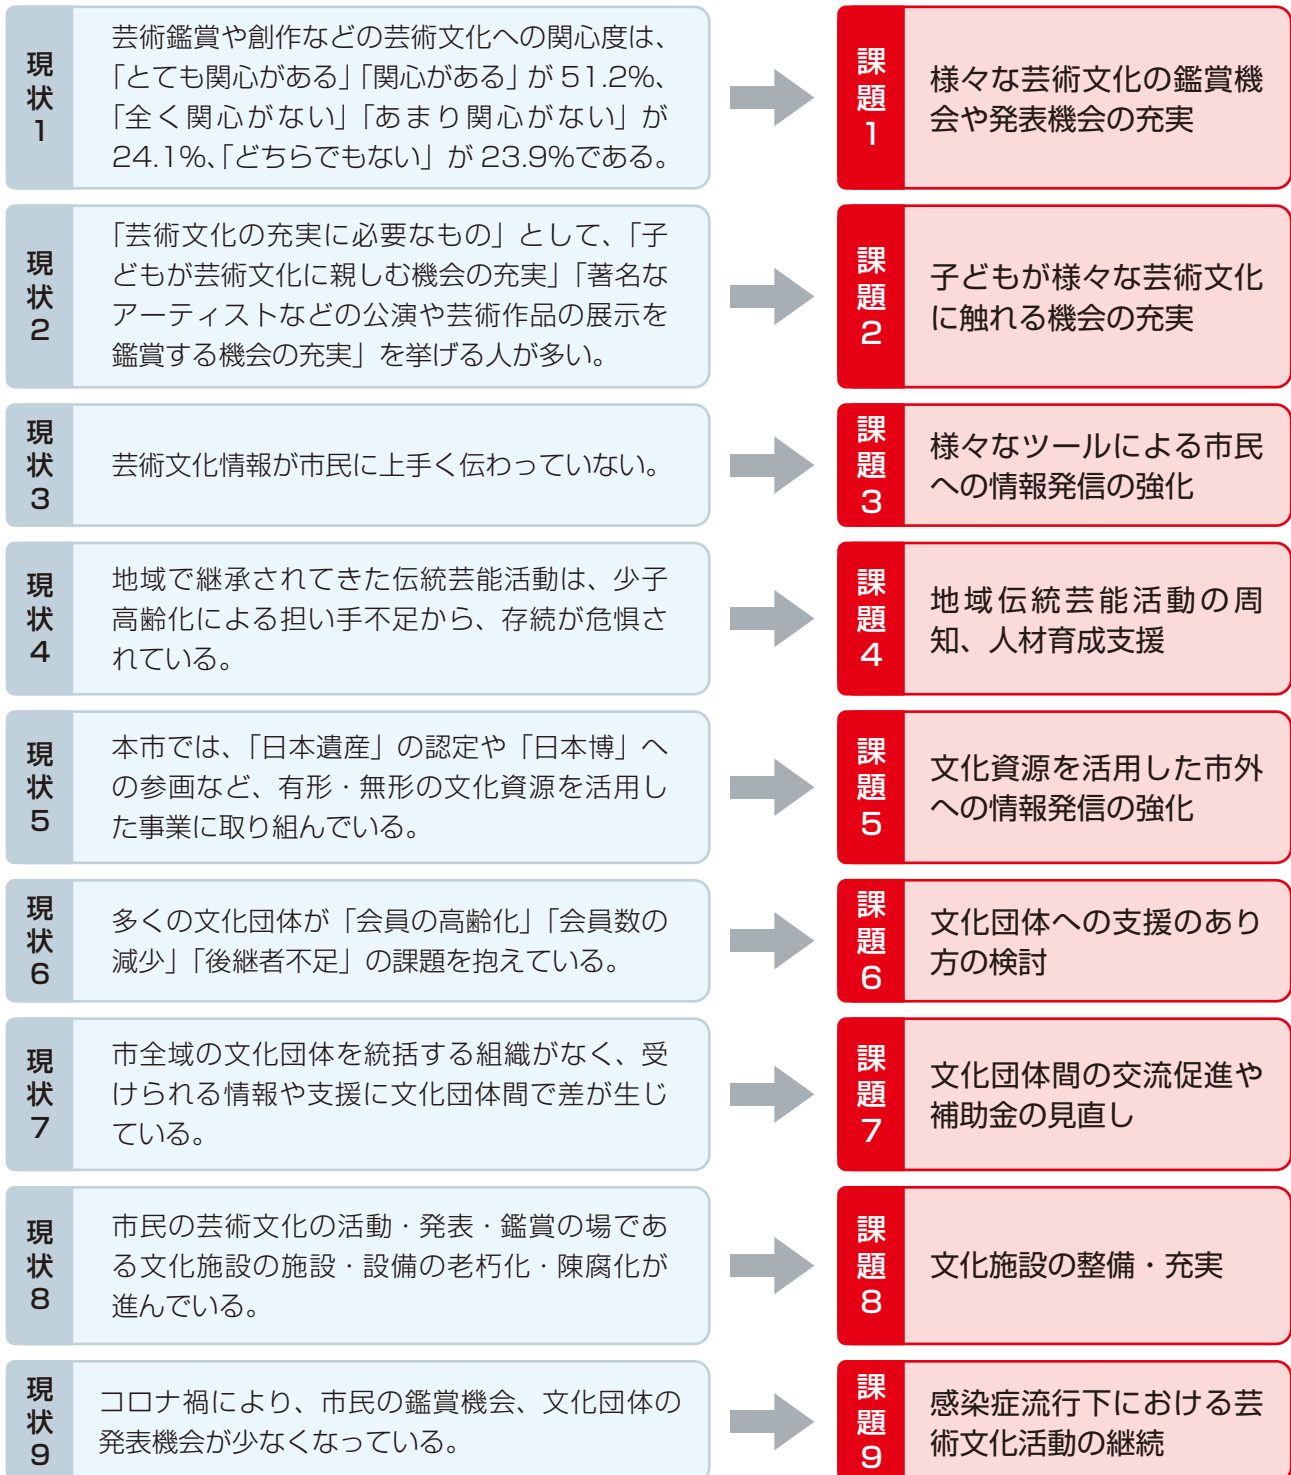 現状1
芸術鑑賞や創作などの芸術文化への関心度は、
「とても関心がある」「関心がある」が 51.2%、
「全く関心がない」「あまり関心がない」が
24.1%、「どちらでもない」が 23.9%である。
課題1
様々な芸術文化の鑑賞機
会や発表機会の充実
現状2
「芸術文化の充実に必要なもの」として、「子
どもが芸術文化に親しむ機会の充実」「著名な
アーティストなどの公演や芸術作品の展示を
鑑賞する機会の充実」を挙げる人が多い。
課題2
子どもが様々な芸術文化
に触れる機会の充実
現状3
芸術文化情報が市民に上手く伝わっていない。
課題3
様々なツールによる市民
への情報発信の強化
現状4
地域で継承されてきた伝統芸能活動は、少子
高齢化による担い手不足から、存続が危惧さ
れている。
課題4
地域伝統芸能活動の周
知、人材育成支援
現状5
本市では、「日本遺産」の認定や「日本博」へ
の参画など、有形・無形の文化資源を活用し
た事業に取り組んでいる。
課題5
文化資源を活用した市外
への情報発信の強化
現状6
多くの文化団体が「会員の高齢化」「会員数の
減少」「後継者不足」の課題を抱えている。
課題6
文化団体への支援のあり
方の検討
現状7
市全域の文化団体を統括する組織がなく、受
けられる情報や支援に文化団体間で差が生じ
ている。
課題7
文化団体間の交流促進や
補助金の見直し
現状8
市民の芸術文化の活動・発表・鑑賞の場であ
る文化施設の施設・設備の老朽化・陳腐化が
進んでいる。
課題8
文化施設の整備・充実
現状9
コロナ禍により、市民の鑑賞機会、文化団体の
発表機会が少なくなっている。
課題9
感染症流行下における芸
術文化活動の継続